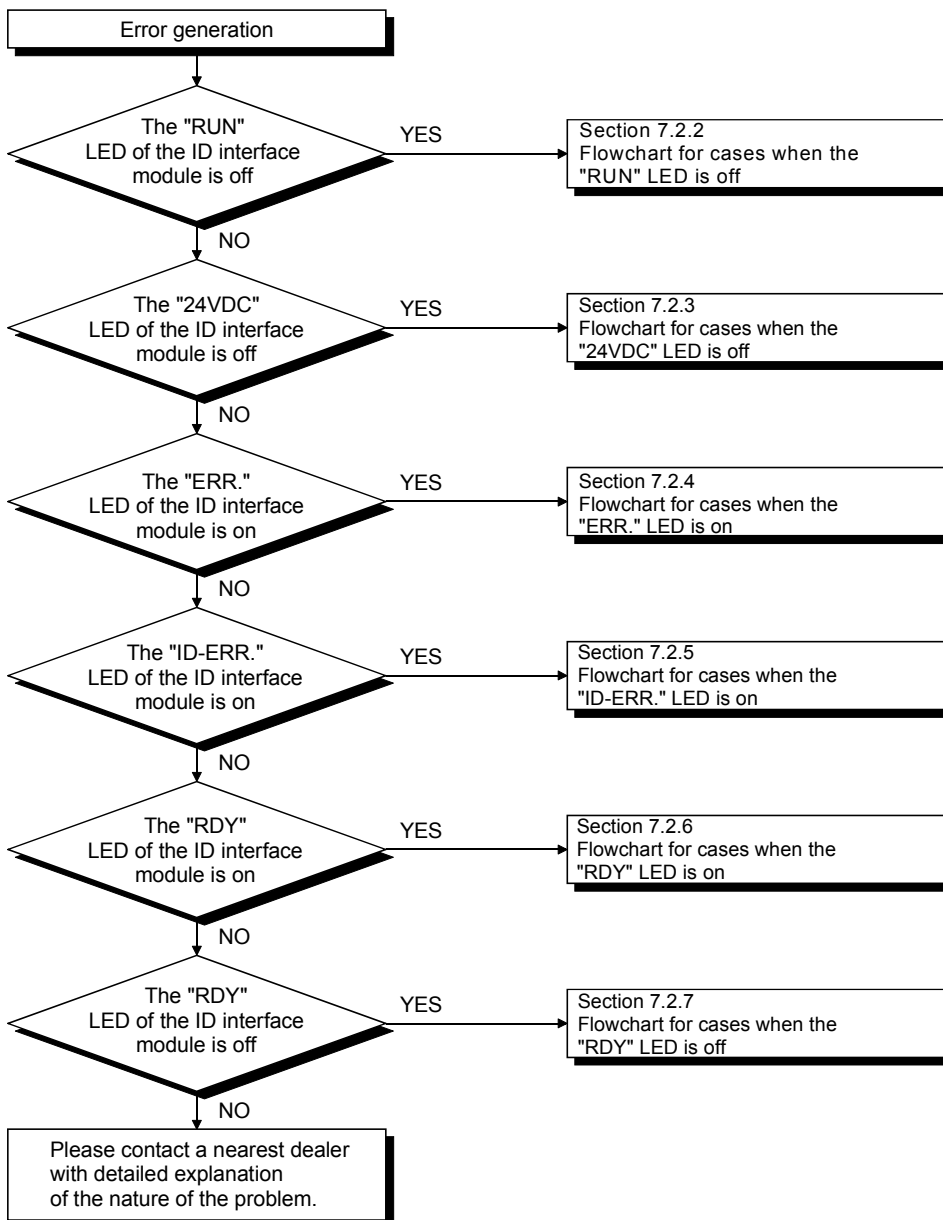 Error generation
The "RUN"
LED of the ID interface
module is off
YES
Section 7.2.2
Flowchart for cases when the
"RUN" LED is off
NO
The "24VDC"
LED of the ID interface
module is off
YES
Section 7.2.3
Flowchart for cases when the
"24VDC" LED is off
NO
The "ERR."
LED of the ID interface
module is on
YES
Section 7.2.4
Flowchart for cases when the
"ERR." LED is on
NO
The "ID-ERR."
LED of the ID interface
module is on
YES
Section 7.2.5
Flowchart for cases when the
"ID-ERR." LED is on
NO
The "RDY"
LED of the ID interface
module is on
YES
Section 7.2.6
Flowchart for cases when the
"RDY" LED is on
NO
The "RDY"
LED of the ID interface
module is off
YES
Section 7.2.7
Flowchart for cases when the
"RDY" LED is off
NO
Please contact a nearest dealer
with detailed explanation
of the nature of the problem.